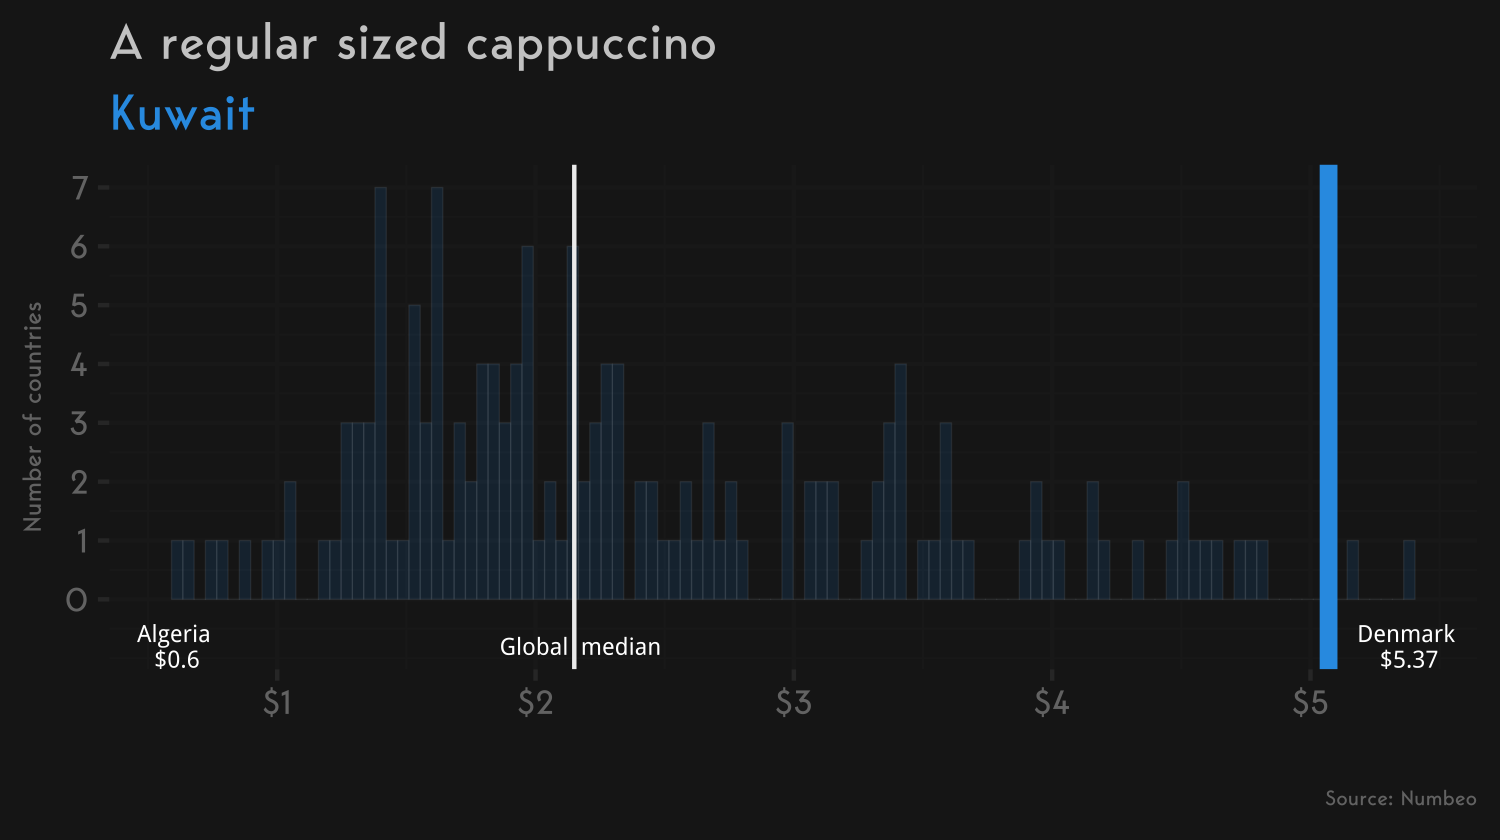 A regular sized cappuccino
Kuwait
Number of countries
7
6
5
4
3
2
1
0
Algeria
$0.6
Global median
Denmark
$5.37
$1 $2 $3 $4 $5
Source: Numbeo